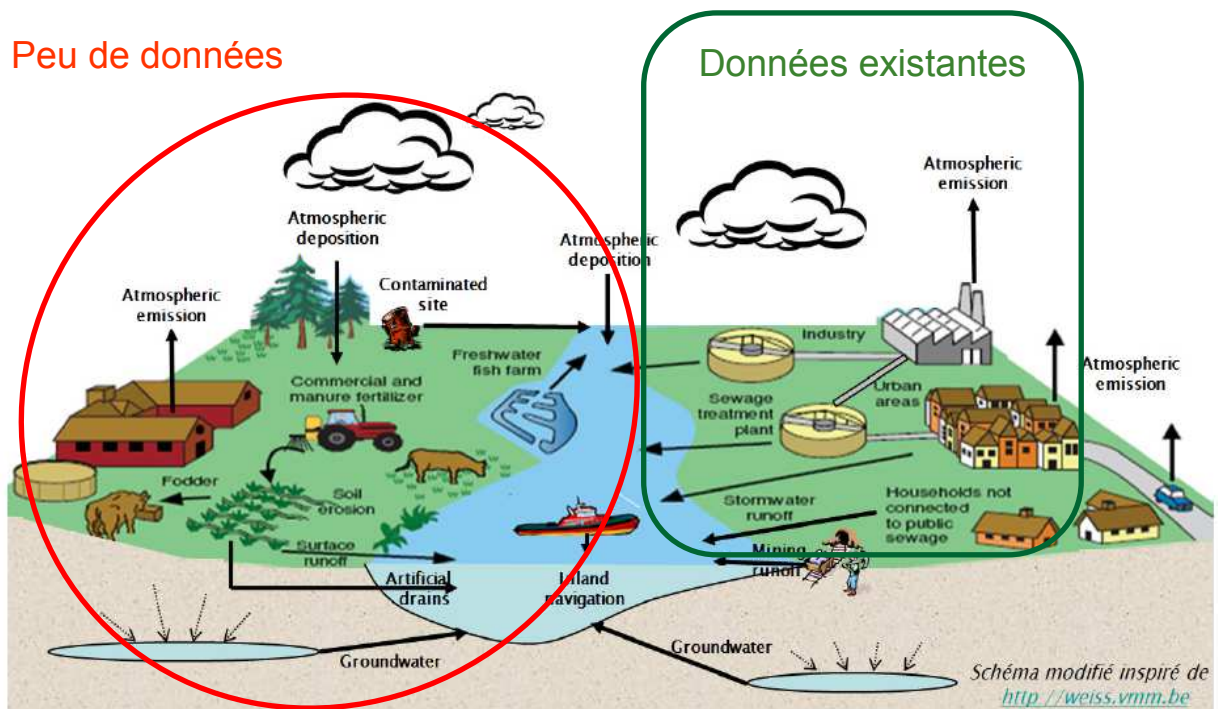 Peu de données
Données existantes
Atmospheric
emission
Atmospheric
deposition
Atmospheric
deposition
Contaminated
site
Atmospheric
emission
Freshwater
fish farm
Industry
Atmospheric
emission
Commercial and
manure fertilizer
Urban
areas
Sewage
treatment
plant
Fodder
Soil
erosion
Stormwater
runoff
Households not
connected
to public
sewage
Surface
runoff
Mining
runoff
Artificial
drains
Inland
navigation
Groundwater
Groundwater
Schéma modifié inspiré de
http://weiss.vmm.be